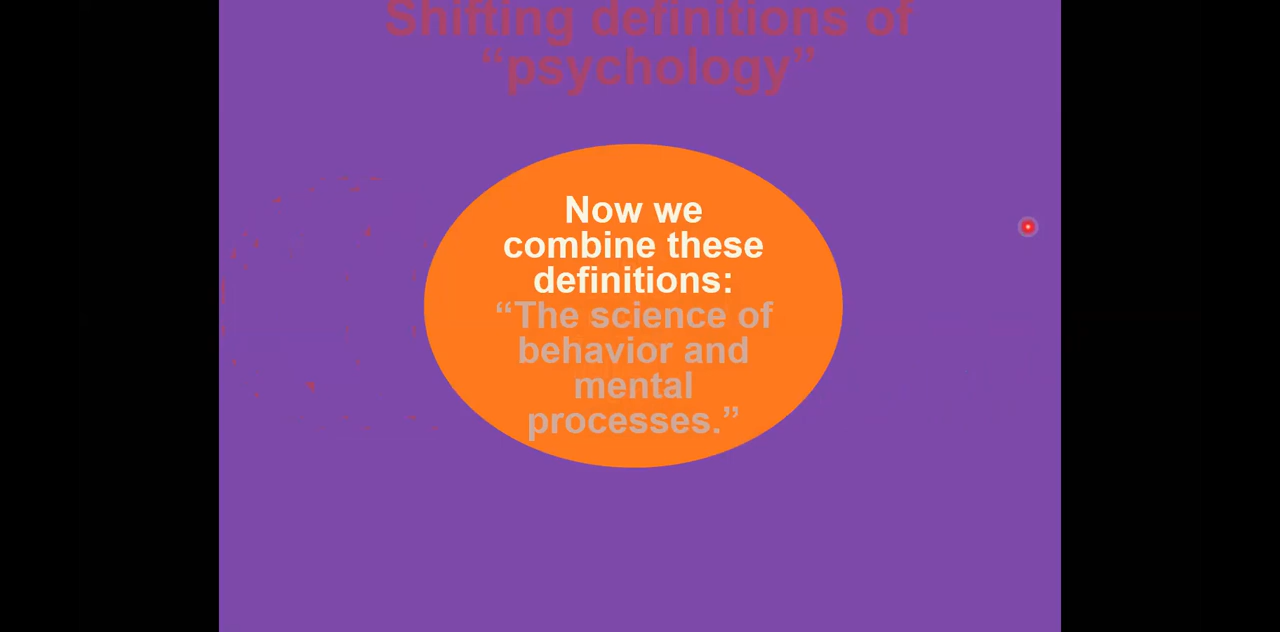 Shifting definitions of
“psychology”
Now we
combine these
definitions:
“The science of
behavior and
mental
processes.”